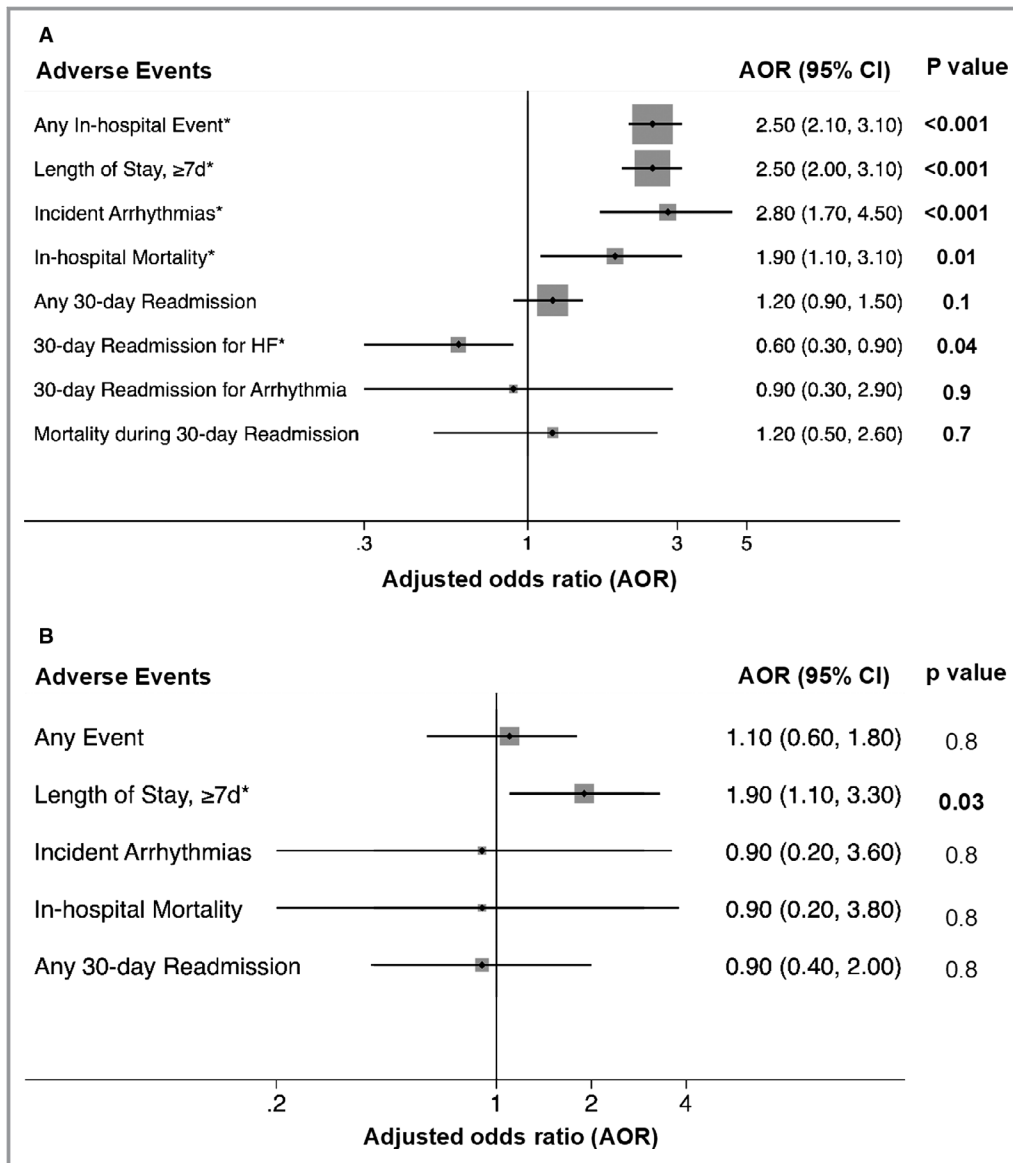 A
Adverse Events AOR (95% CI) P value
Any In-hospital Event* 2.50 (2.10, 3.10) <0.001
Length of Stay, ≥7d* 2.50 (2.00, 3.10) <0.001
Incident Arrhythmias* 2.80 (1.70, 4.50) <0.001
In-hospital Mortality* 1.90 (1.10, 3.10) 0.01
Any 30-day Readmission 1.20 (0.90, 1.50) 0.1
30-day Readmission for HF* 0.60 (0.30, 0.90) 0.04
30-day Readmission for Arrhythmia 0.90 (0.30, 2.90) 0.9
Mortality during 30-day Readmission 1.20 (0.50, 2.60) 0.7
.3 1 3 5
Adjusted odds ratio (AOR)
B
Adverse Events AOR (95% CI) p value
Any Event 1.10 (0.60, 1.80) 0.8
Length of Stay, ≥7d* 1.90 (1.10, 3.30) 0.03
Incident Arrhythmias 0.90 (0.20, 3.60) 0.8
In-hospital Mortality 0.90 (0.20, 3.80) 0.8
Any 30-day Readmission 0.90 (0.40, 2.00) 0.8
.2 1 2 4
Adjusted odds ratio (AOR)